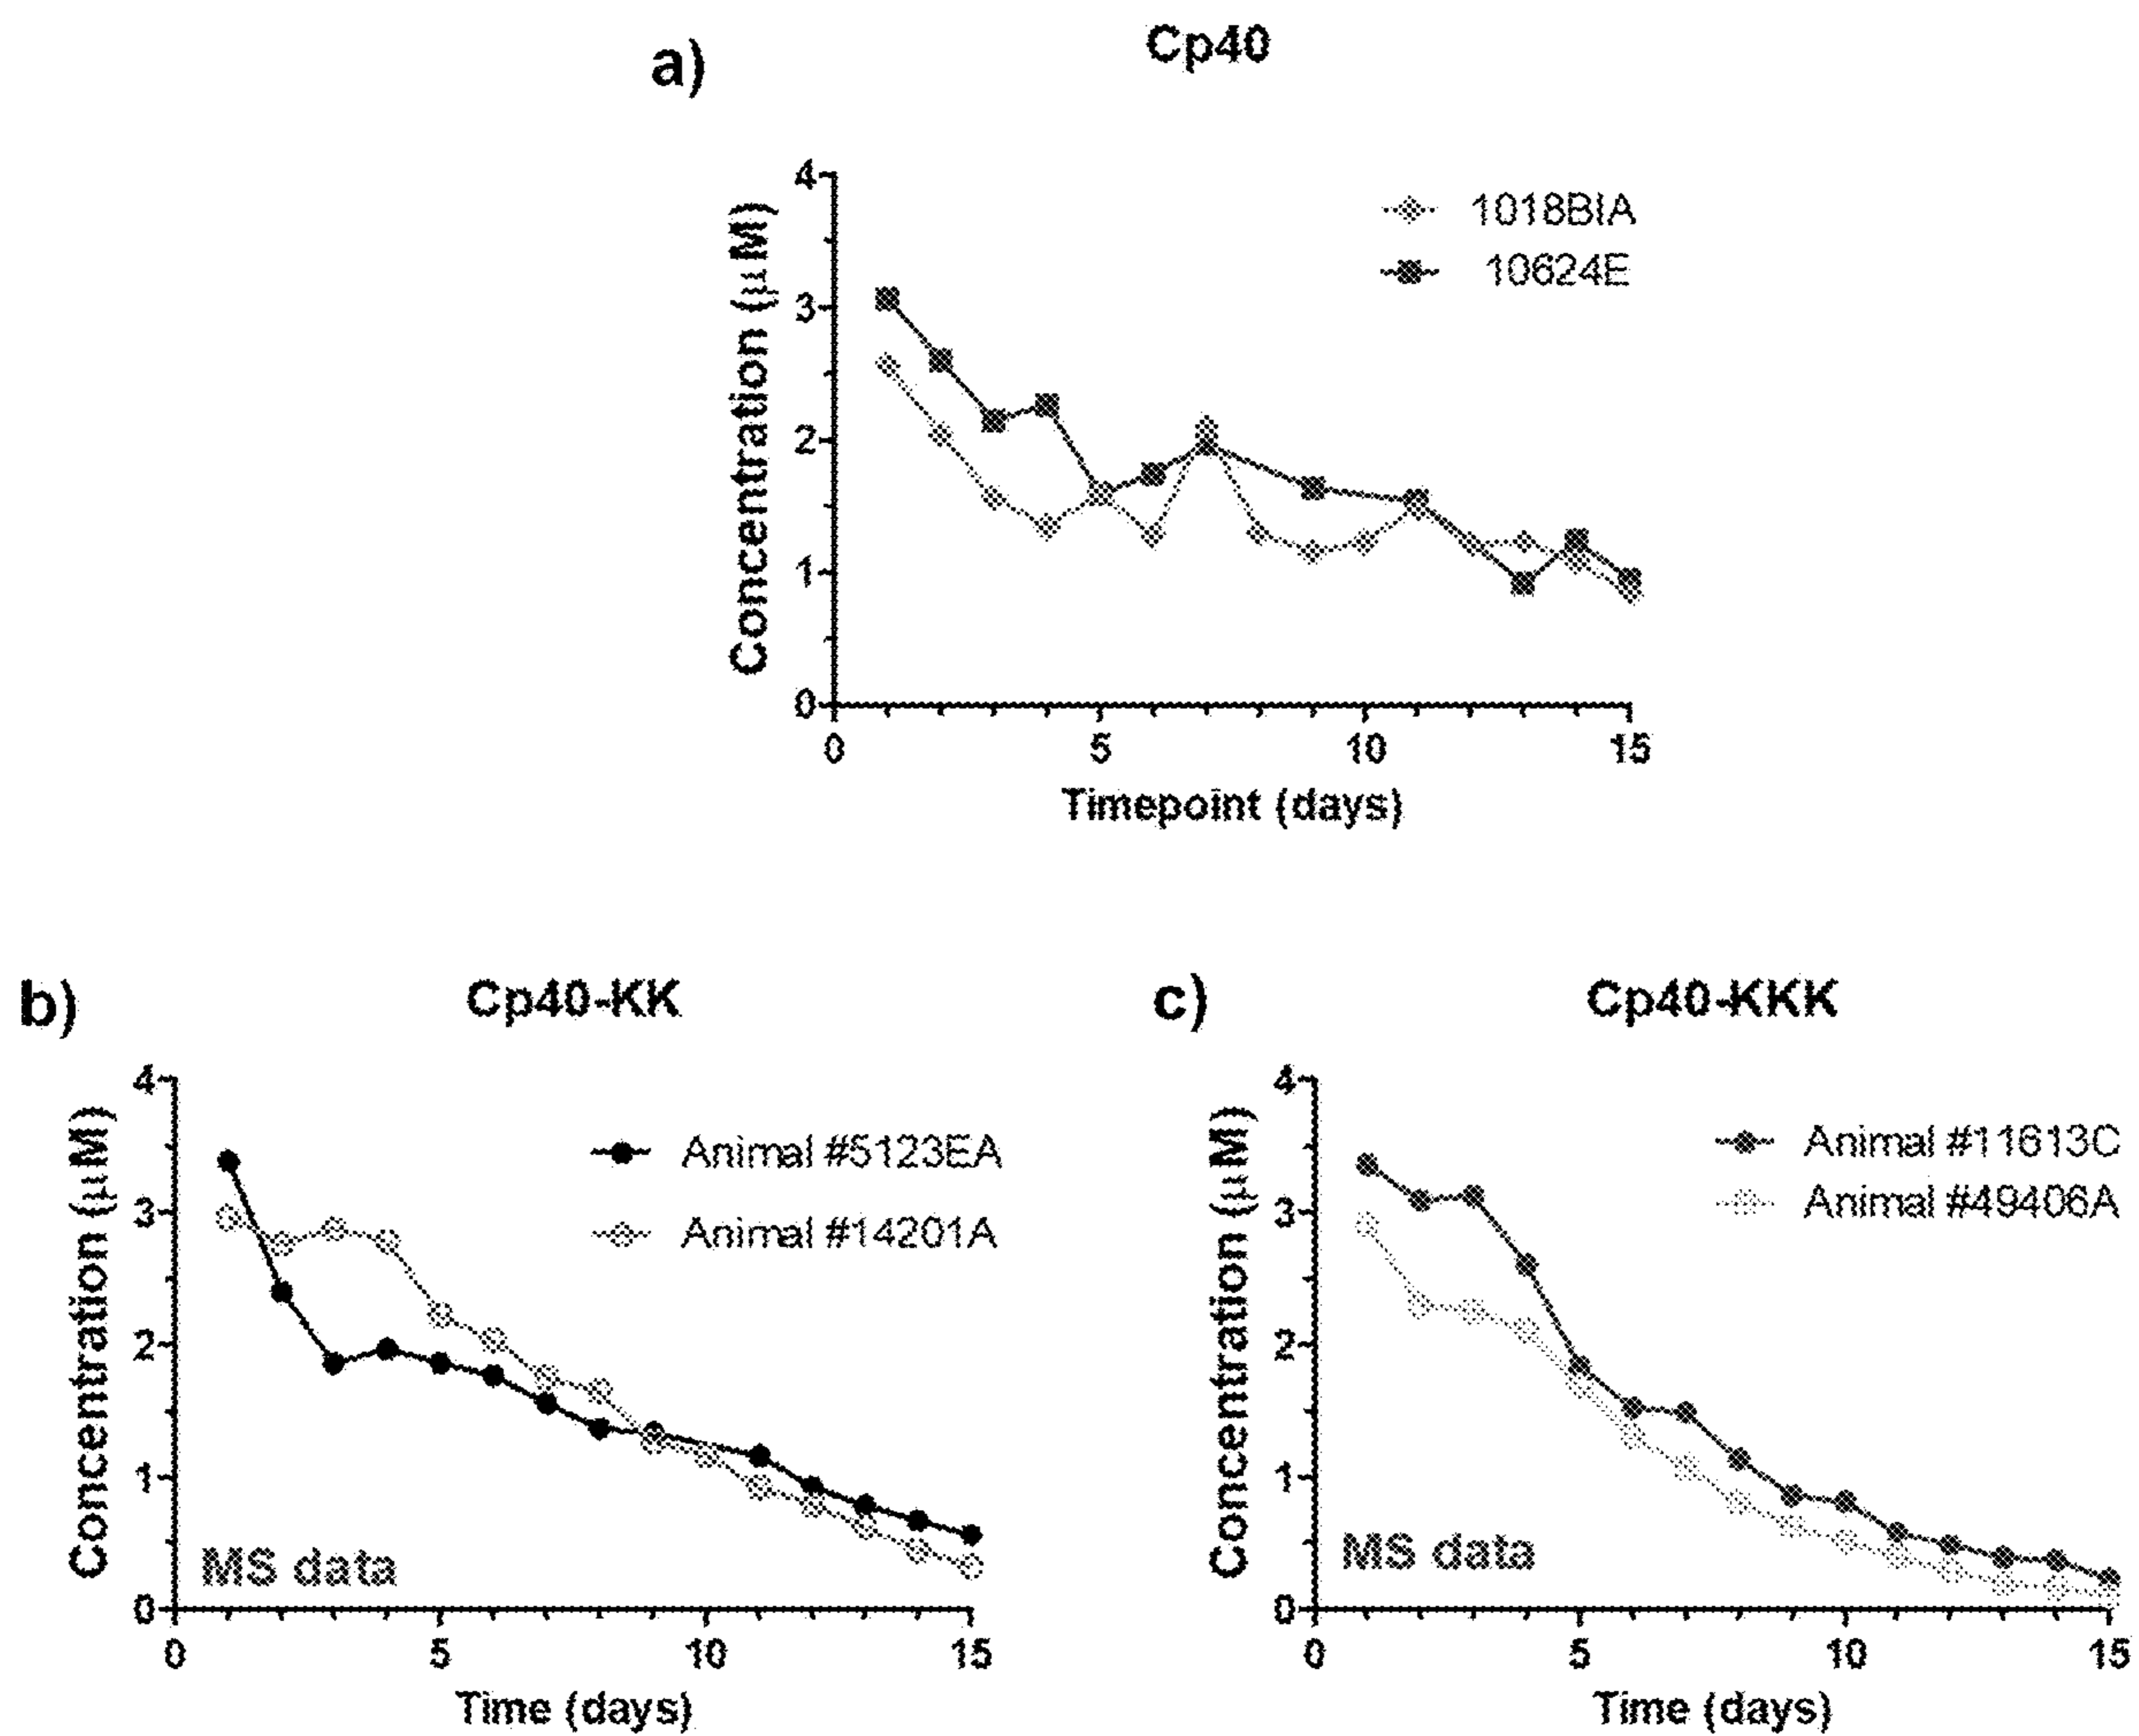 a) Cp40
Concentration (µM)
4
3
2
1
0
1018BIA
10624E
0 5 10 15
Timepoint (days)
b) Cp40-KK
Concentration (µM)
4
3
2
1
0
Animal #5123EA
Animal #14201A
MS data
0 5 10 15
Time (days)
c) Cp40-KKK
Concentration (µM)
4
3
2
1
0
Animal #11613C
Animal #49406A
MS data
0 5 10 15
Time (days)